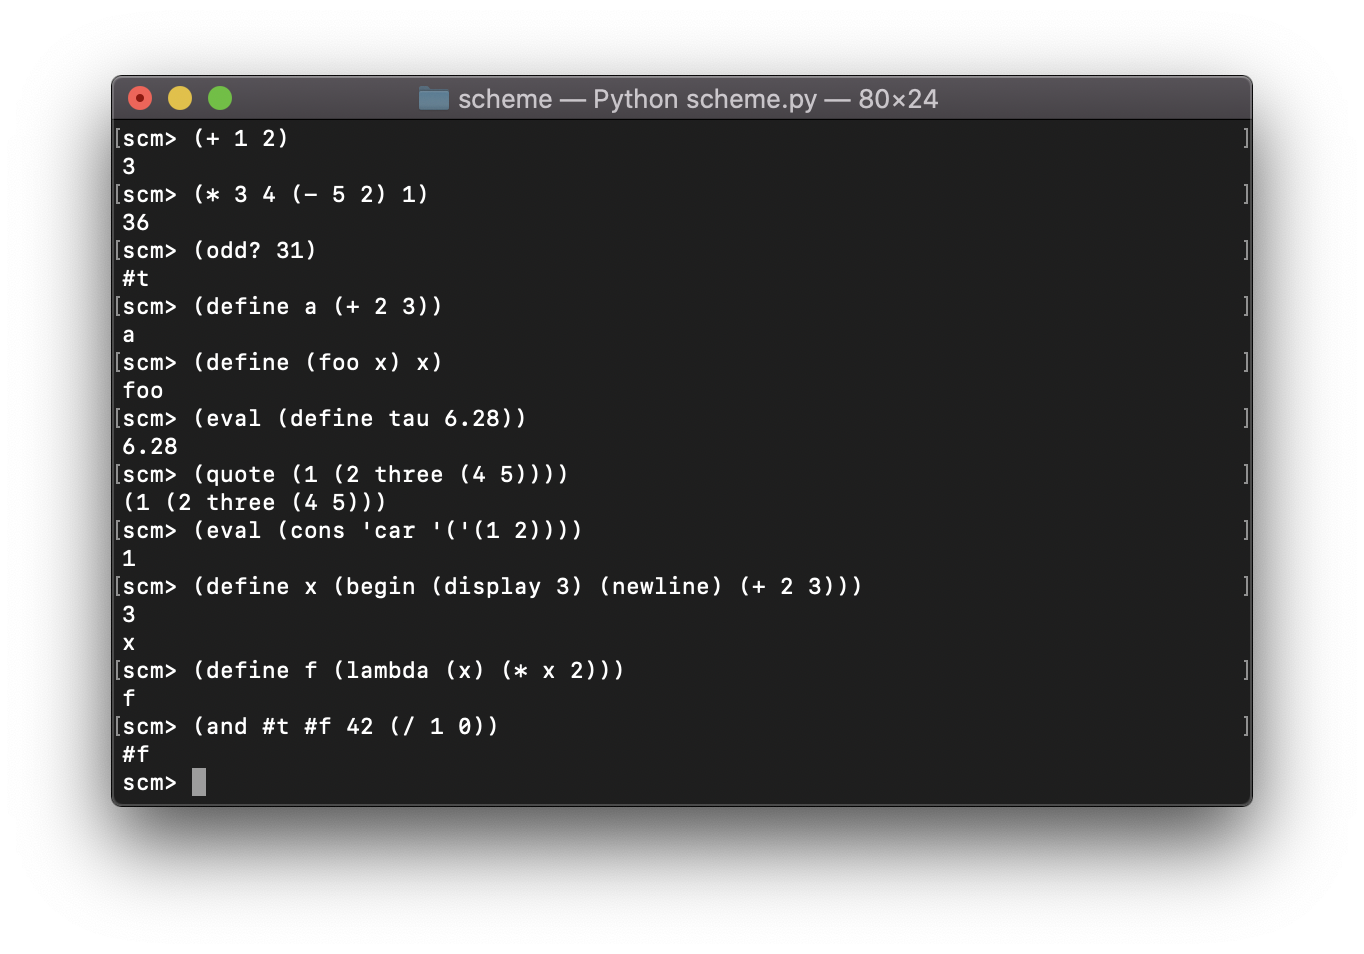 scheme — Python scheme.py — 80×24
[scm> (+ 1 2) ]
3
[scm> (* 3 4 (- 5 2) 1) ]
36
[scm> (odd? 31) ]
#t
[scm> (define a (+ 2 3)) ]
a
[scm> (define (foo x) x) ]
foo
[scm> (eval (define tau 6.28)) ]
6.28
[scm> (quote (1 (2 three (4 5)))) ]
(1 (2 three (4 5)))
[scm> (eval (cons 'car '('(1 2)))) ]
1
[scm> (define x (begin (display 3) (newline) (+ 2 3))) ]
3
x
[scm> (define f (lambda (x) (* x 2))) ]
f
[scm> (and #t #f 42 (/ 1 0)) ]
#f
scm>